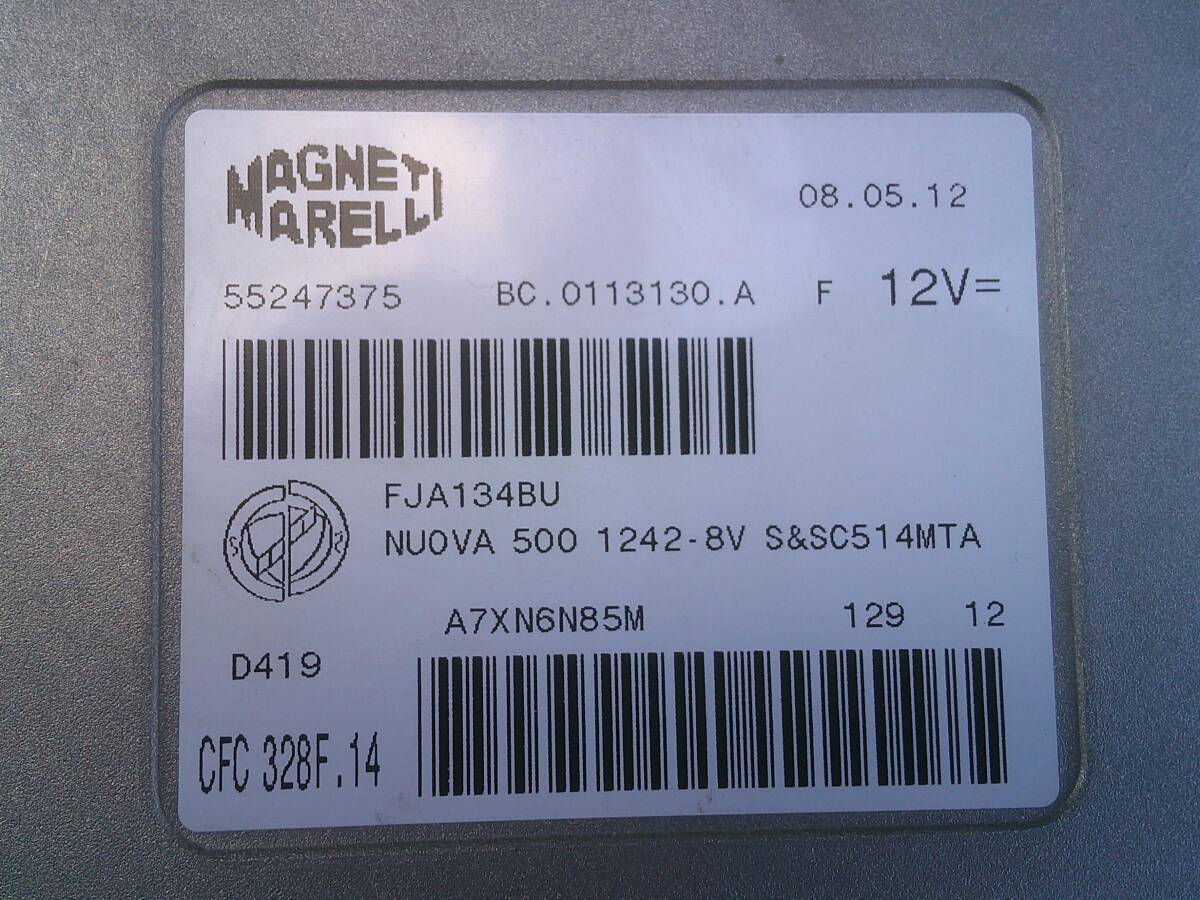 MAGNETI
MARELLI
08.05.12
55247375 BC.0113130.A F 12V=
FJA134BU
NUOVA 500 1242-8V S&SC514MTA
A7XN6N85M 129 12
D419
CFC 328F.14